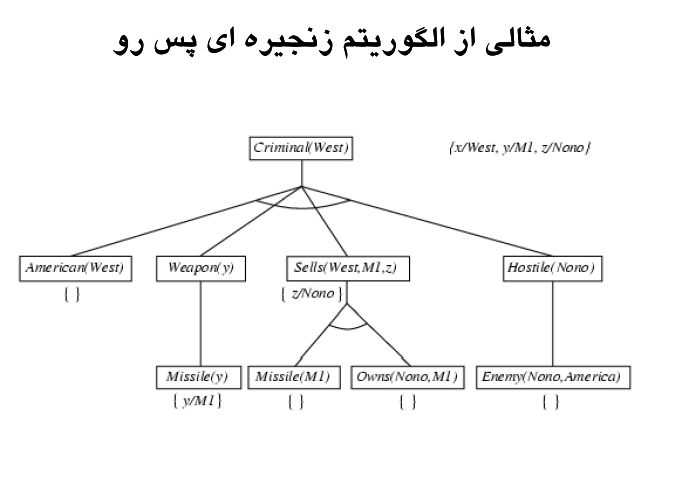 مثالی از الگوریتم زنجیره ای پس رو
Criminal(West) {x/West, y/M1, z/Nono}
American(West) Weapon(y) Sells(West,M1,z) Hostile(Nono)
{ } { z/Nono }
Missile(y) Missile(M1) Owns(Nono,M1) Enemy(Nono,America)
{ y/M1 } { } { } { }